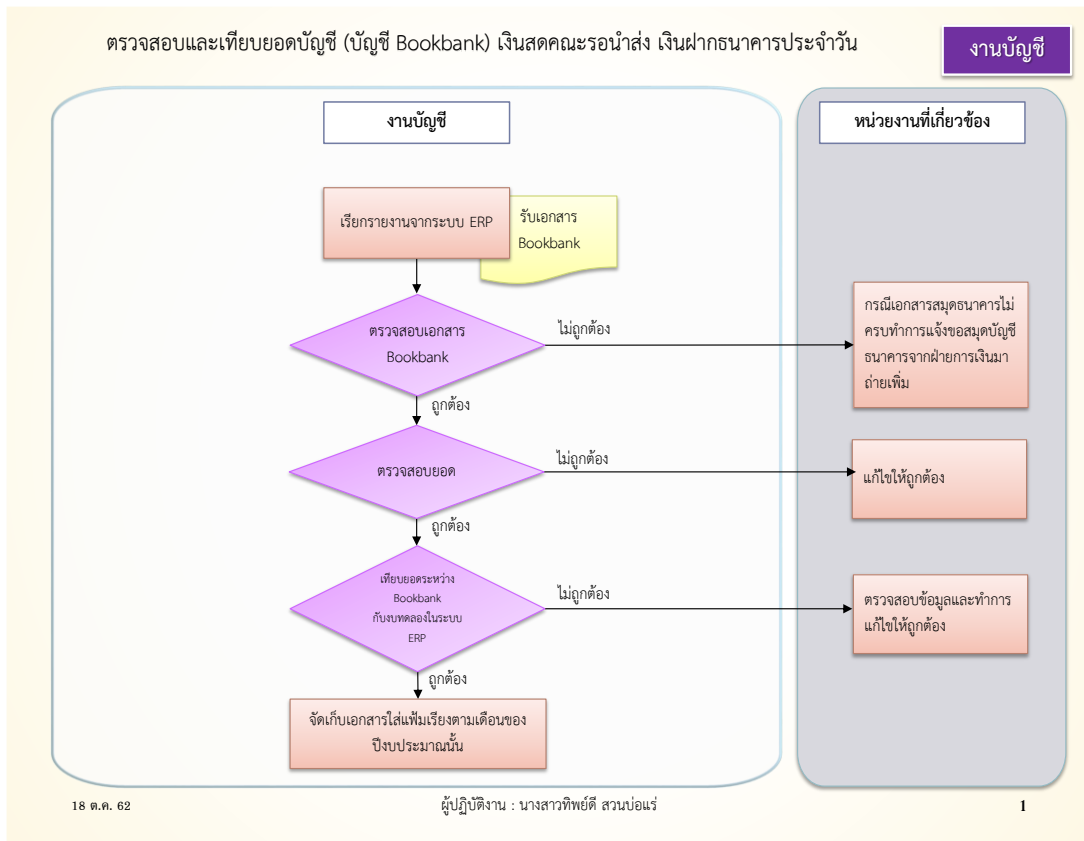 ตรวจสอบและเทียบยอดบัญชี (บัญชี Bookbank) เงินสดคณะรอนำส่ง เงินฝากธนาคารประจำวัน
งานบัญชี
งานบัญชี
หน่วยงานที่เกี่ยวข้อง
เรียกรายงานจากระบบ ERP
รับเอกสาร
Bookbank
ตรวจสอบเอกสาร
Bookbank
ไม่ถูกต้อง
กรณีเอกสารสมุดธนาคารไม่
ครบทำการแจ้งขอสมุดบัญชี
ธนาคารจากฝ่ายการเงินมา
ถ่ายเพิ่ม
ถูกต้อง
ตรวจสอบยอด
ไม่ถูกต้อง
แก้ไขให้ถูกต้อง
ถูกต้อง
เทียบยอดระหว่าง
Bookbank
กับงบทดลองในระบบ
ERP
ไม่ถูกต้อง
ตรวจสอบข้อมูลและทำการ
แก้ไขให้ถูกต้อง
ถูกต้อง
จัดเก็บเอกสารใส่แฟ้มเรียงตามเดือนของ
ปีงบประมาณนั้น
18 ต.ค. 62
ผู้ปฏิบัติงาน : นางสาวทิพย์ดี สวนบ่อแร่
1